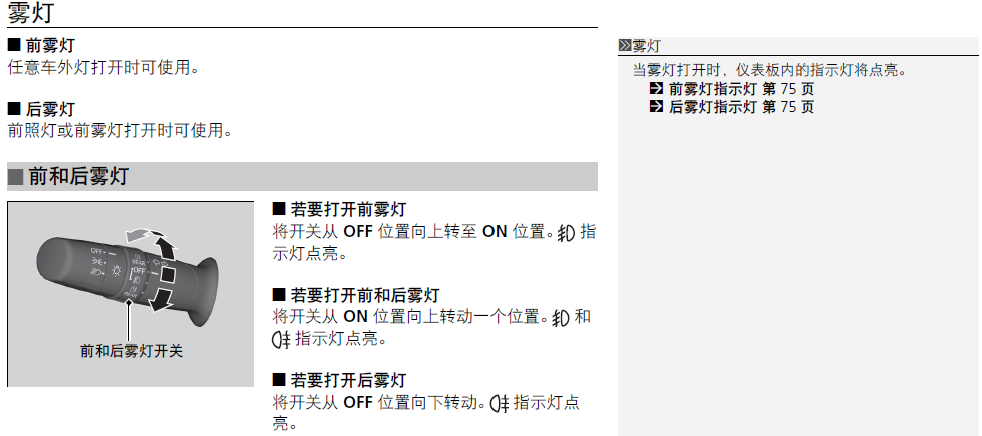 雾灯
■ 前雾灯
任意车外灯打开时可使用。
■ 后雾灯
前照灯或前雾灯打开时可使用。
■ 前和后雾灯
OFF
REAR
OFF
REAR
前和后雾灯开关
■ 若要打开前雾灯
将开关从 OFF 位置向上转至 ON 位置。 指
示灯点亮。
■ 若要打开前和后雾灯
将开关从 ON 位置向上转动一个位置。 和
指示灯点亮。
■ 若要打开后雾灯
将开关从 OFF 位置向下转动。 指示灯点
亮。
雾灯
当雾灯打开时，仪表板内的指示灯将点亮。
前雾灯指示灯 第 75 页
后雾灯指示灯 第 75 页